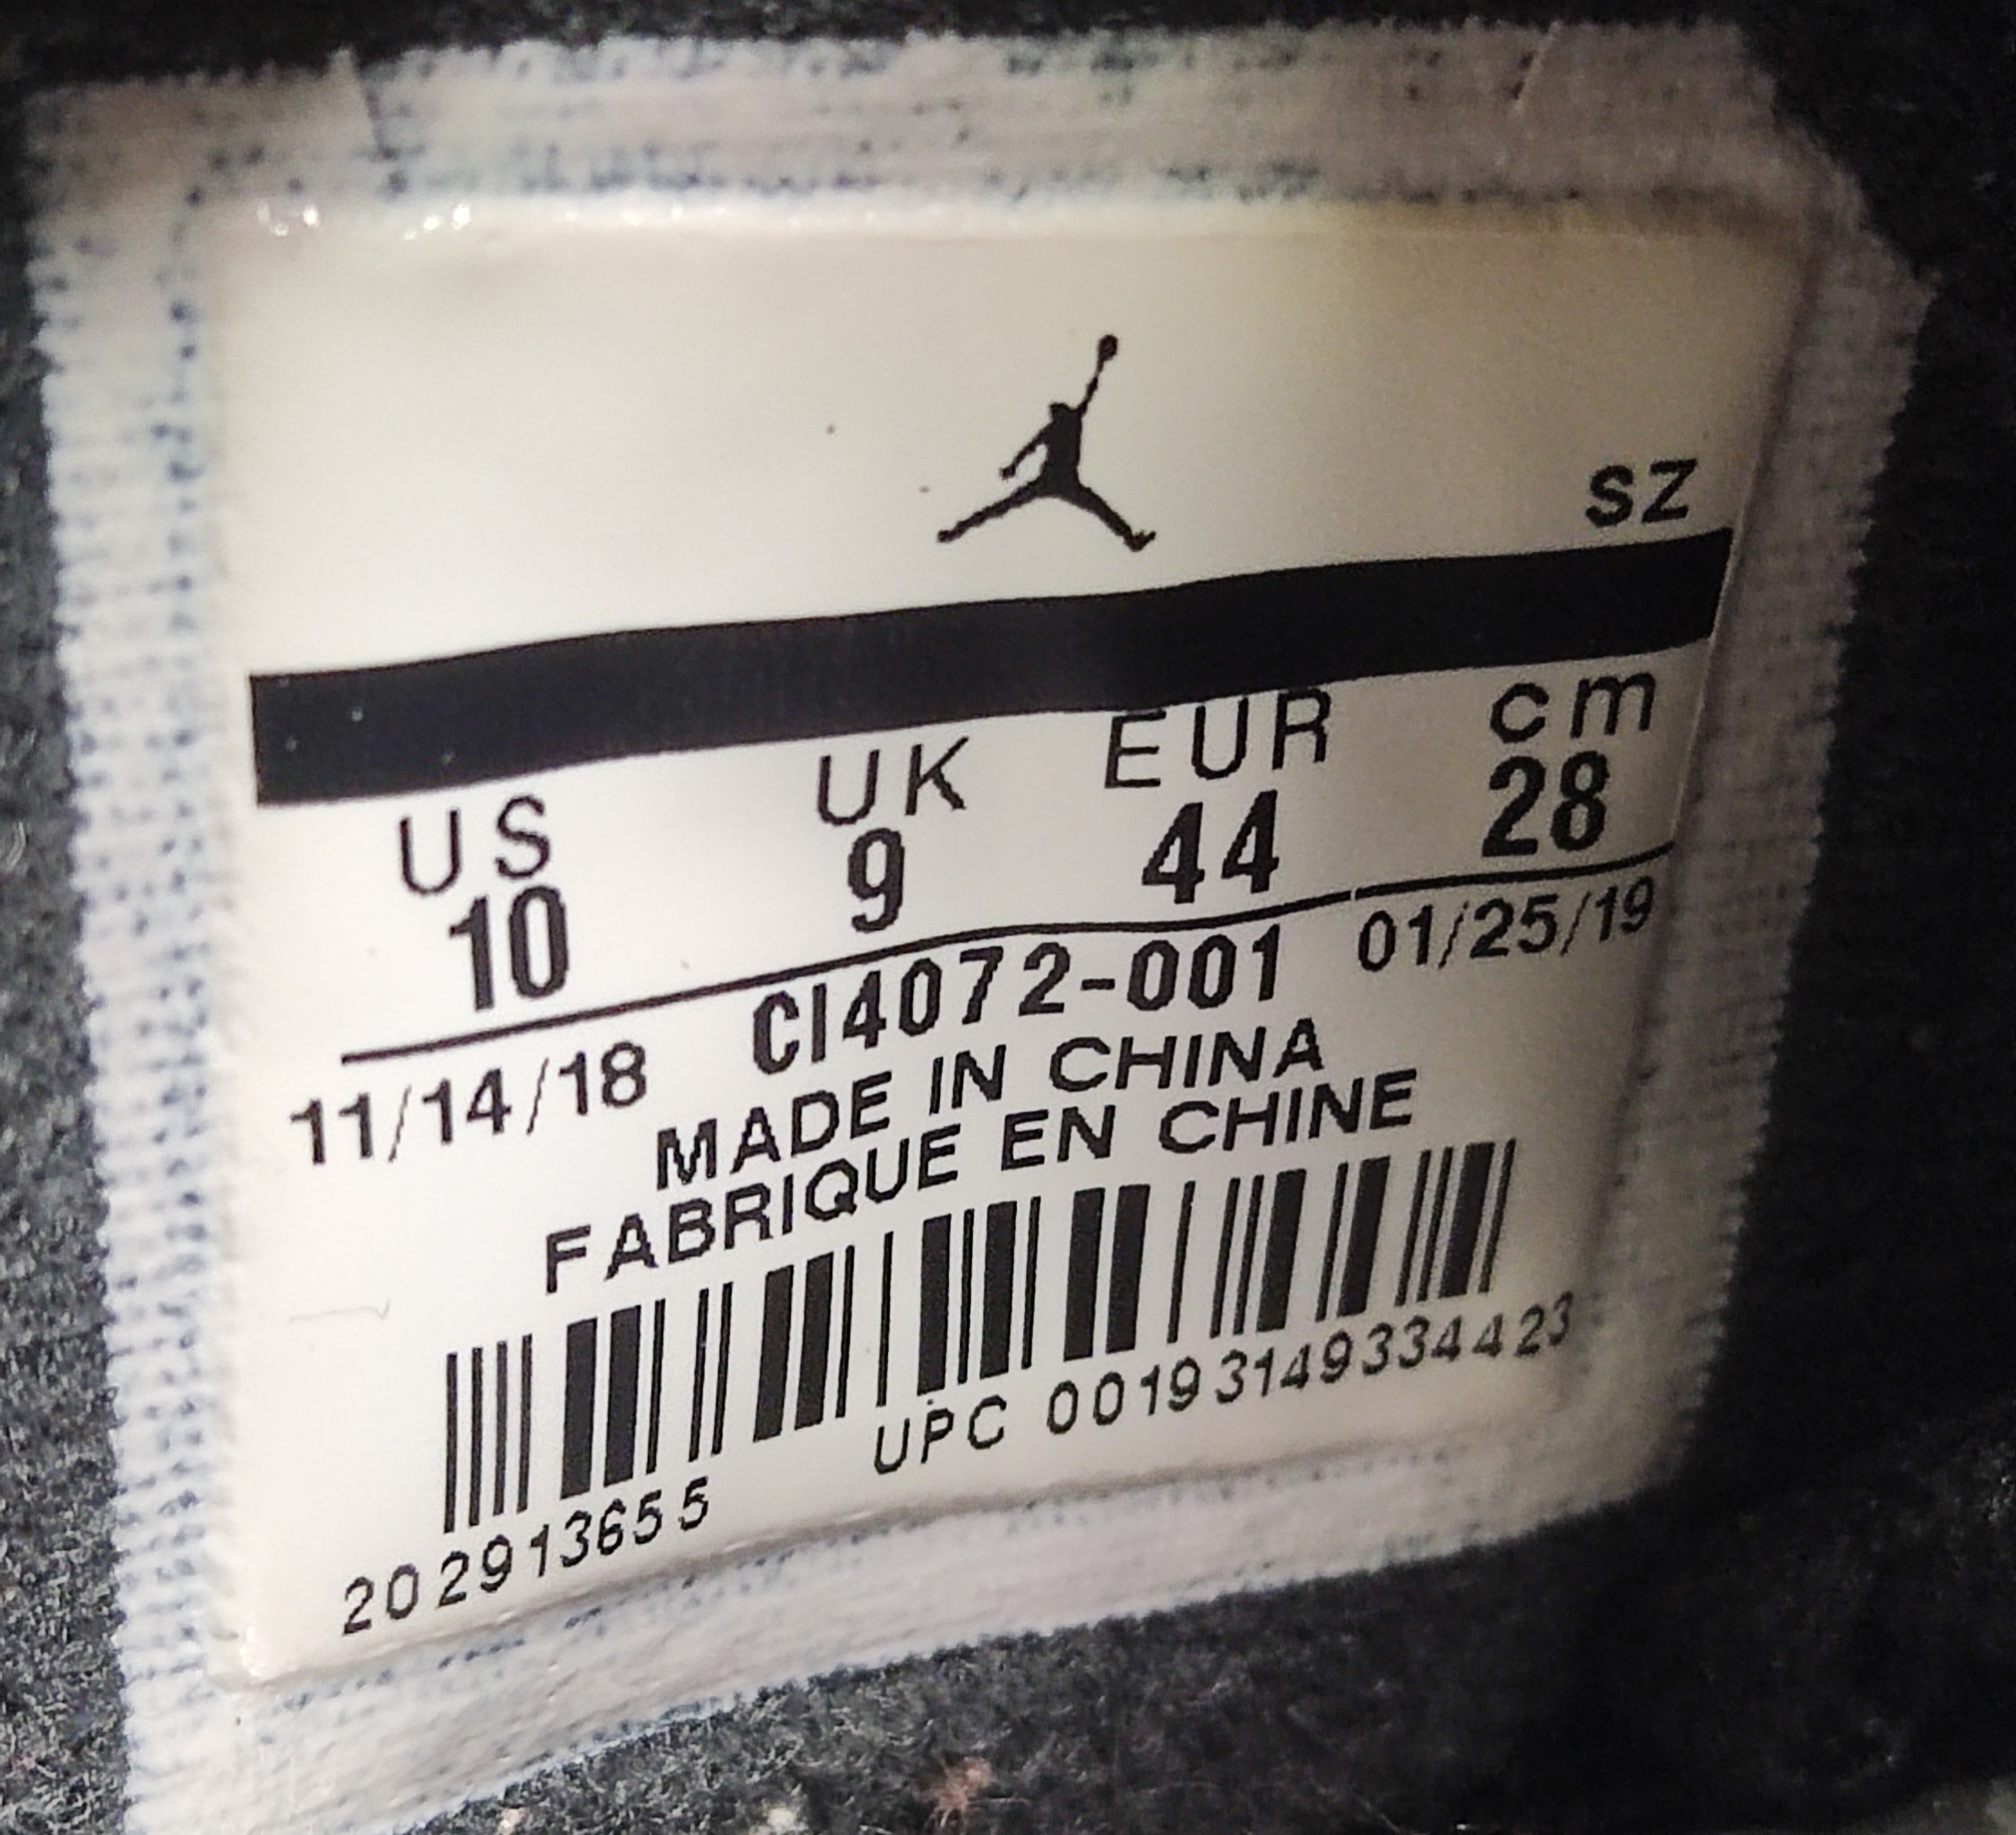 SZ
US UK EUR cm
10 9 44 28
11/14/18 CI4072-001 01/25/19
MADE IN CHINA
FABRIQUE EN CHINE
202913655 UPC 00193149334423